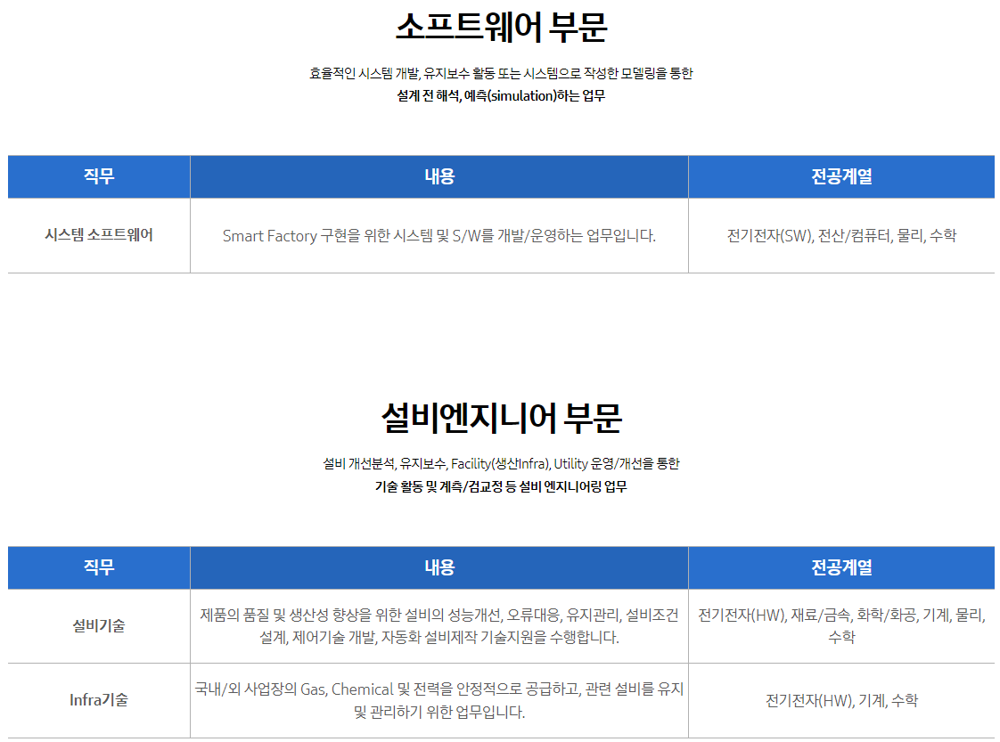 소프트웨어 부문
효율적인 시스템 개발, 유지보수 활동 또는 시스템으로 작성한 모델링을 통한
설계 전 해석, 예측(simulation)하는 업무
직무 내용 전공계열
시스템 소프트웨어 Smart Factory 구현을 위한 시스템 및 S/W를 개발/운영하는 업무입니다. 전기전자(SW), 전산/컴퓨터, 물리, 수학
설비엔지니어 부문
설비 개선분석, 유지보수, Facility(생산Infra), Utility 운영/개선을 통한
기술 활동 및 계측/검교정 등 설비 엔지니어링 업무
직무 내용 전공계열
설비기술
제품의 품질 및 생산성 향상을 위한 설비의 성능개선, 오류대응, 유지관리, 설비조건
설계, 제어기술 개발, 자동화 설비제작 기술지원을 수행합니다.
전기전자(HW), 재료/금속, 화학/화공, 기계, 물리,
수학
Infra기술
국내/외 사업장의 Gas, Chemical 및 전력을 안정적으로 공급하고, 관련 설비를 유지
및 관리하기 위한 업무입니다.
전기전자(HW), 기계, 수학